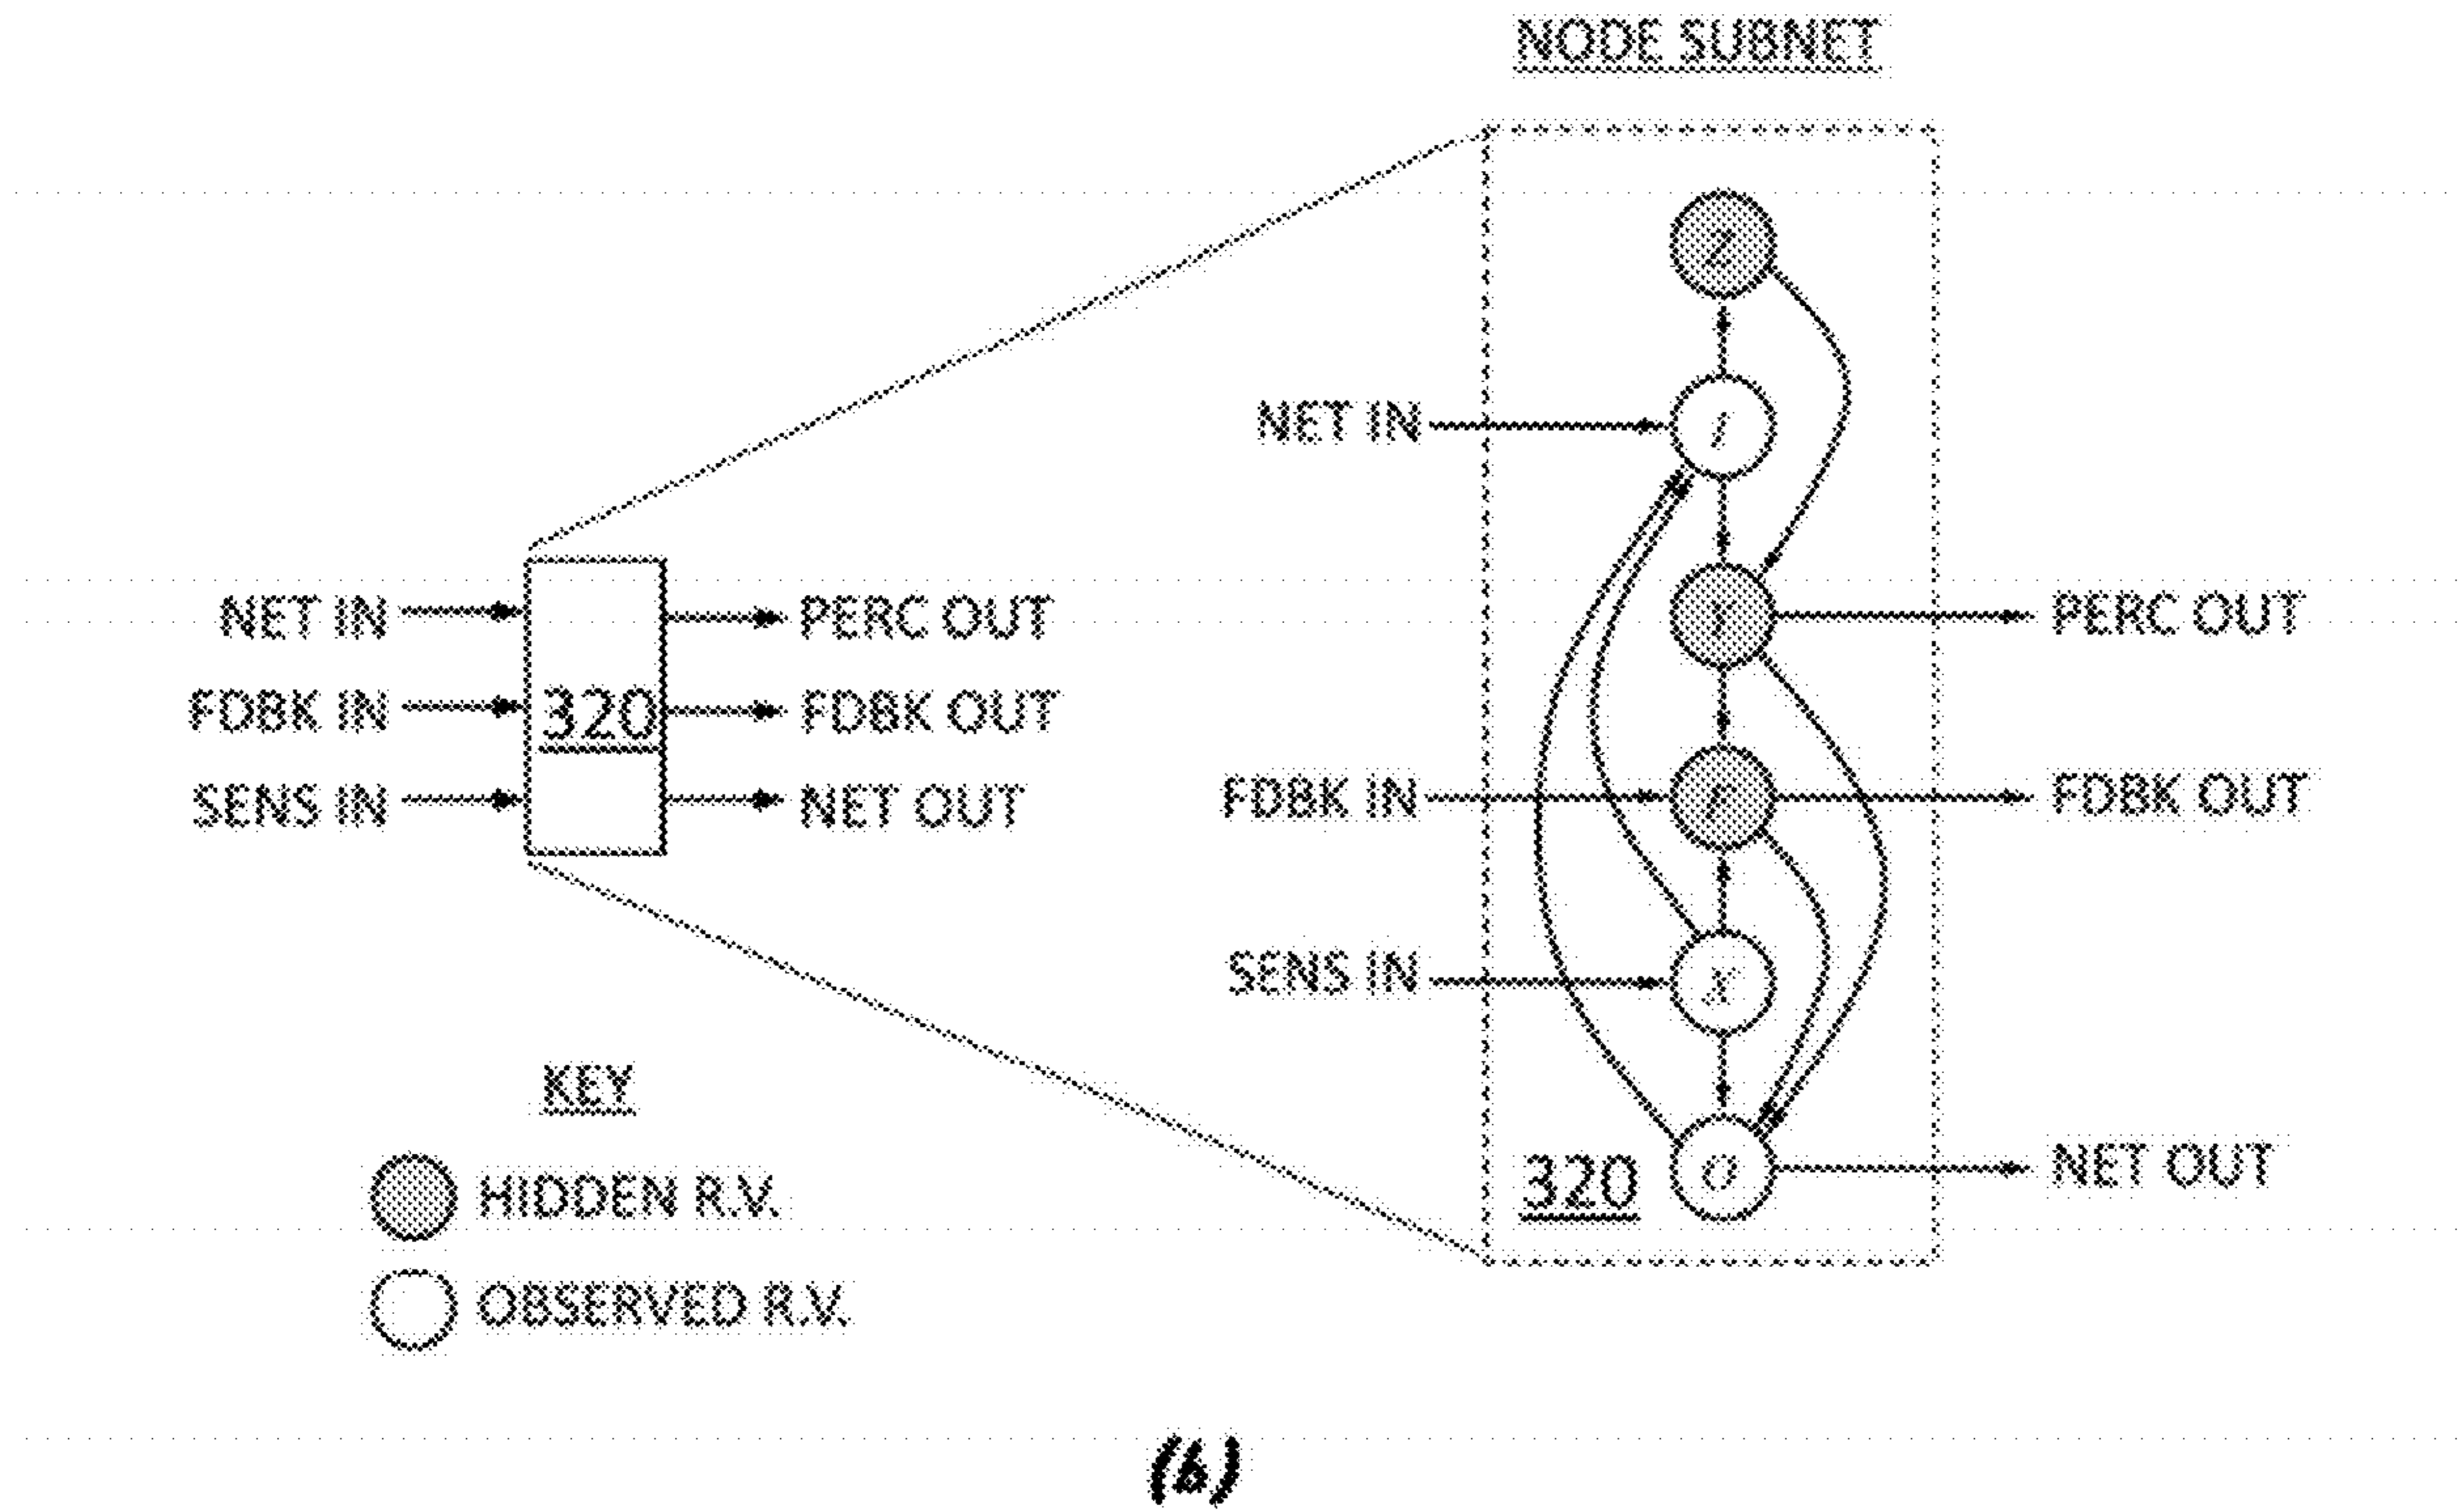 NODE SUBNET
Z
NET IN
I
NET IN
PERC OUT
Y
PERC OUT
FDBK IN
320
FDBK OUT
FDBK IN
FDBK OUT
SENS IN
NET OUT
SENS IN
X
KEY
HIDDEN R.V.
320
O
NET OUT
OBSERVED R.V.
(b)